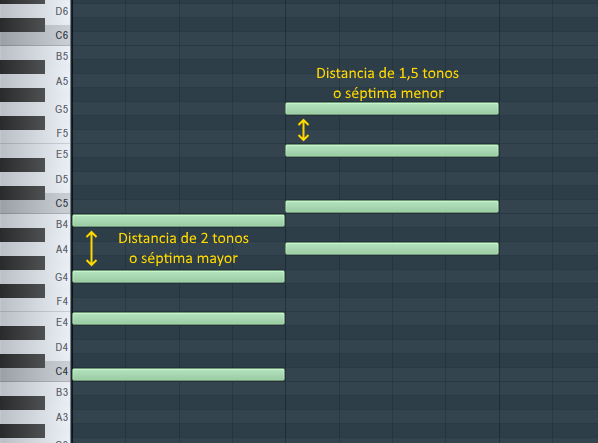 D6
C6
B5
A5
Distancia de 1,5 tonos
o séptima menor
G5
F5
E5
D5
C5
B4
Distancia de 2 tonos
o séptima mayor
A4
G4
F4
E4
D4
C4
B3
A3